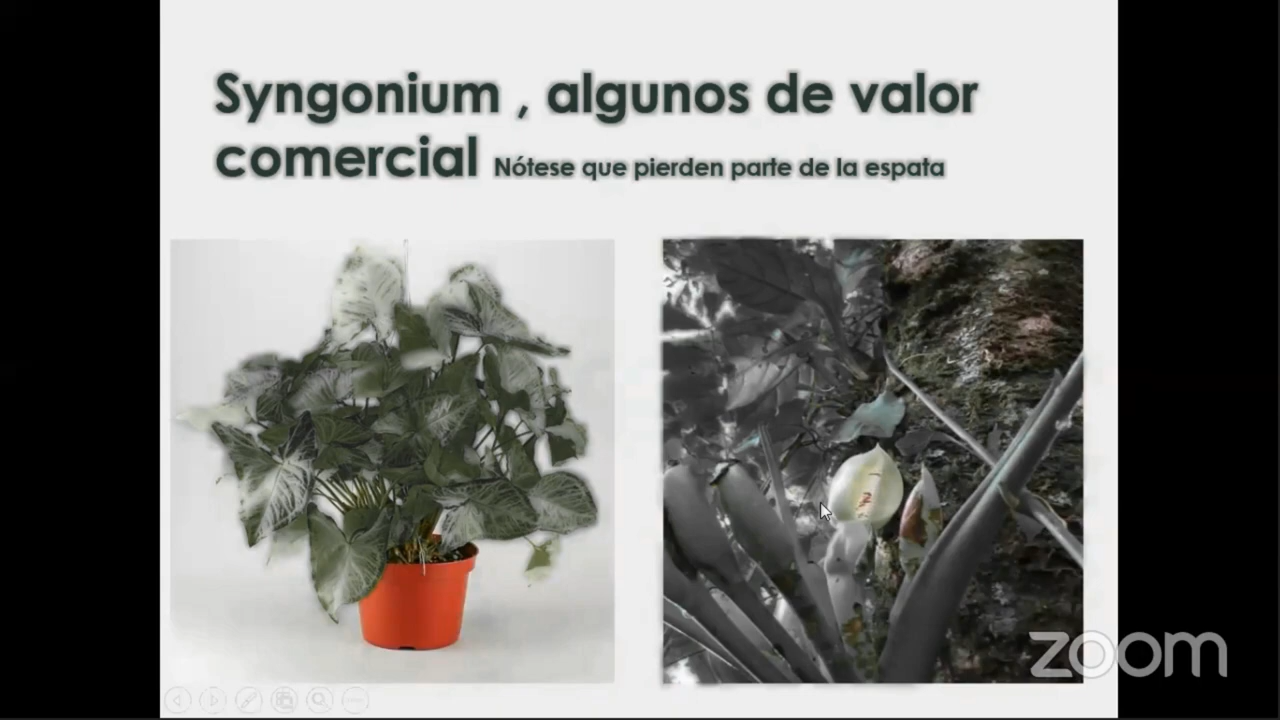 Syngonium , algunos de valor
comercial Nótese que pierden parte de la espata
zoom